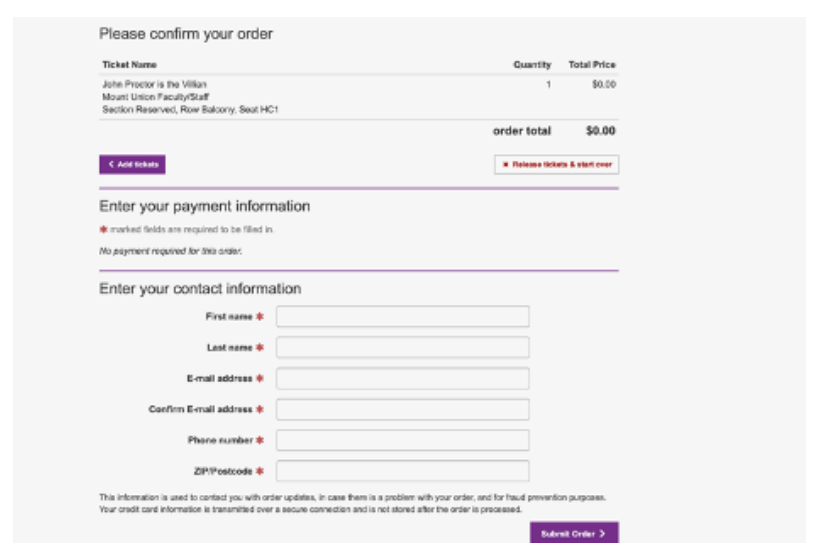 Please confirm your order
Ticket Name Quantity Total Price
John Proctor is the Villian 1 $0.00
Mount Union Faculty/Staff
Section Reserved, Row Balcony, Seat HC1
order total $0.00
Add tickets
Release tickets & start over
Enter your payment information
* marked fields are required to be filled in.
No payment required for this order.
Enter your contact information
First name *
Last name *
E-mail address *
Confirm E-mail address *
Phone number *
ZIP/Postcode *
This information is used to contact you with order updates, in case there is a problem with your order, and for fraud prevention purposes.
Your credit card information is transmitted over a secure connection and is not stored after the order is processed.
Submit Order